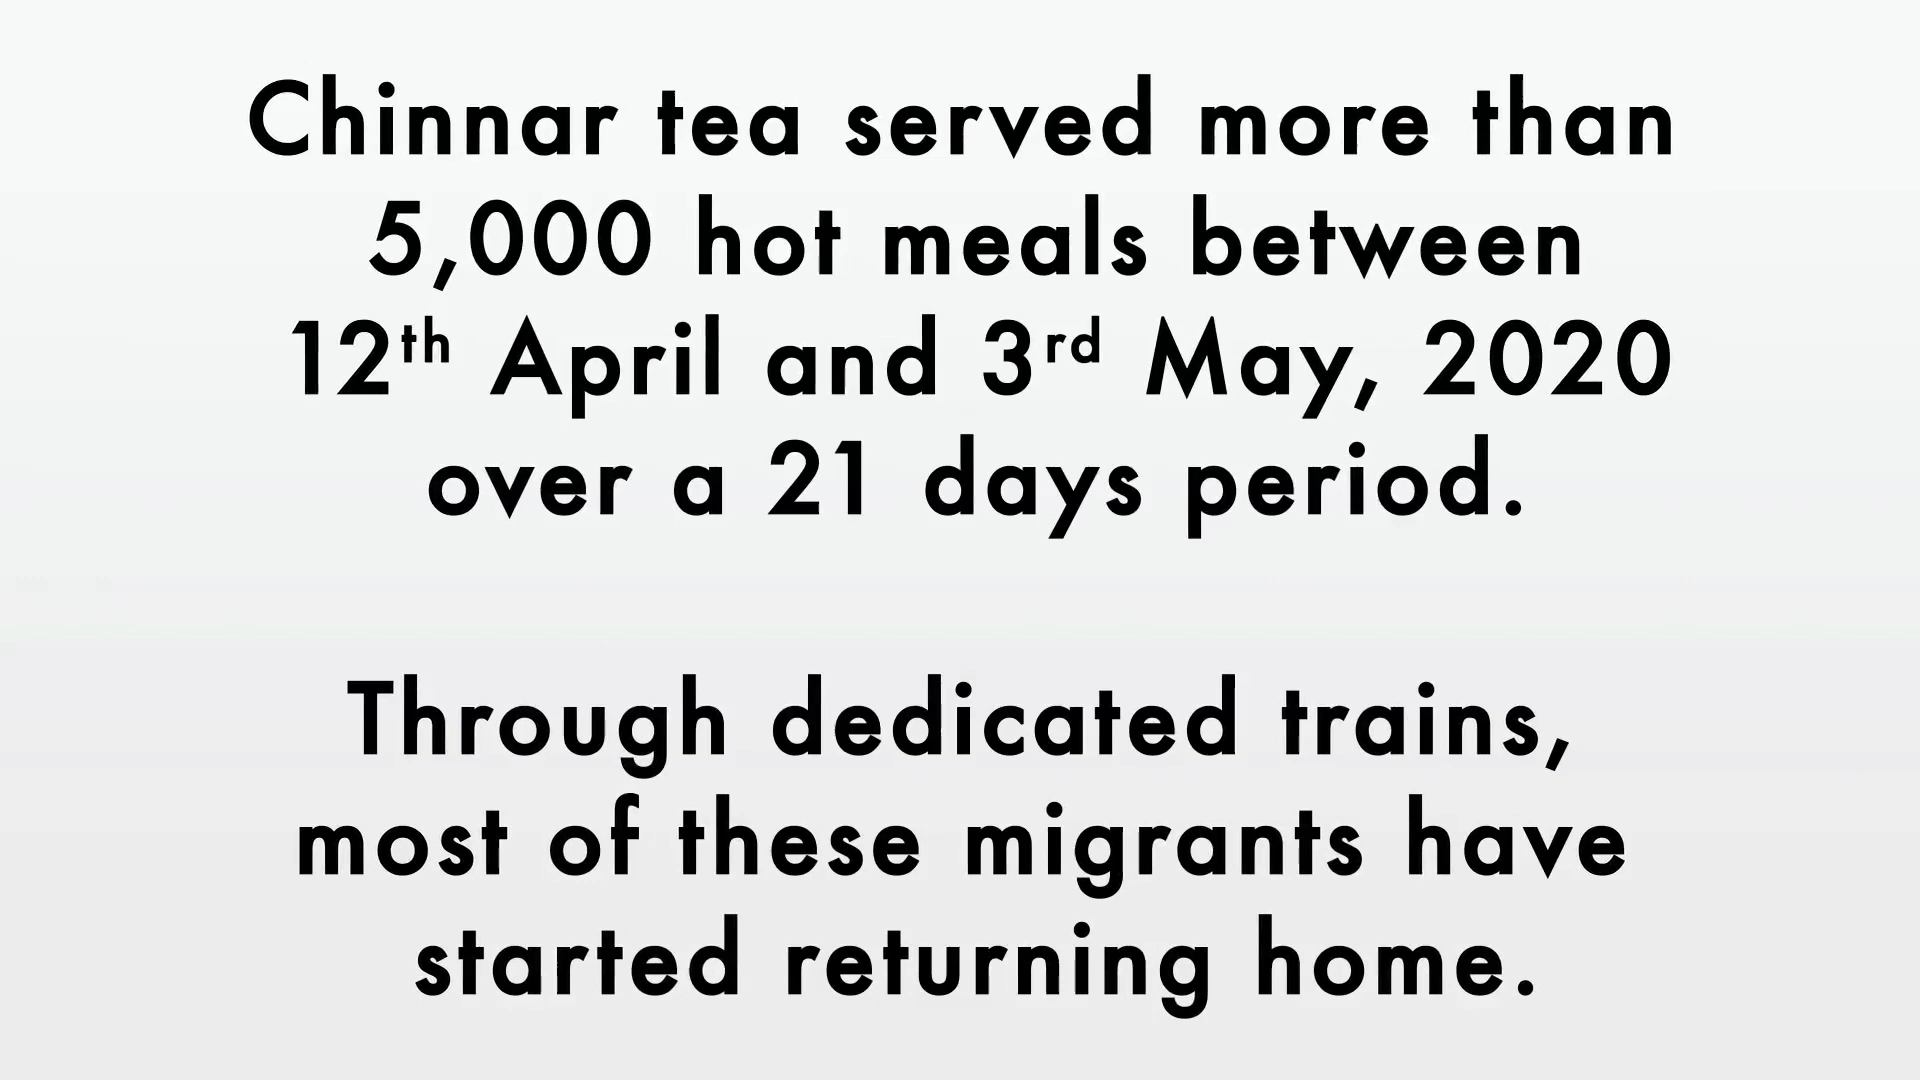 Chinnar tea served more than
5,000 hot meals between
12th April and 3rd May, 2020
over a 21 days period.
Through dedicated trains,
most of these migrants have
started returning home.